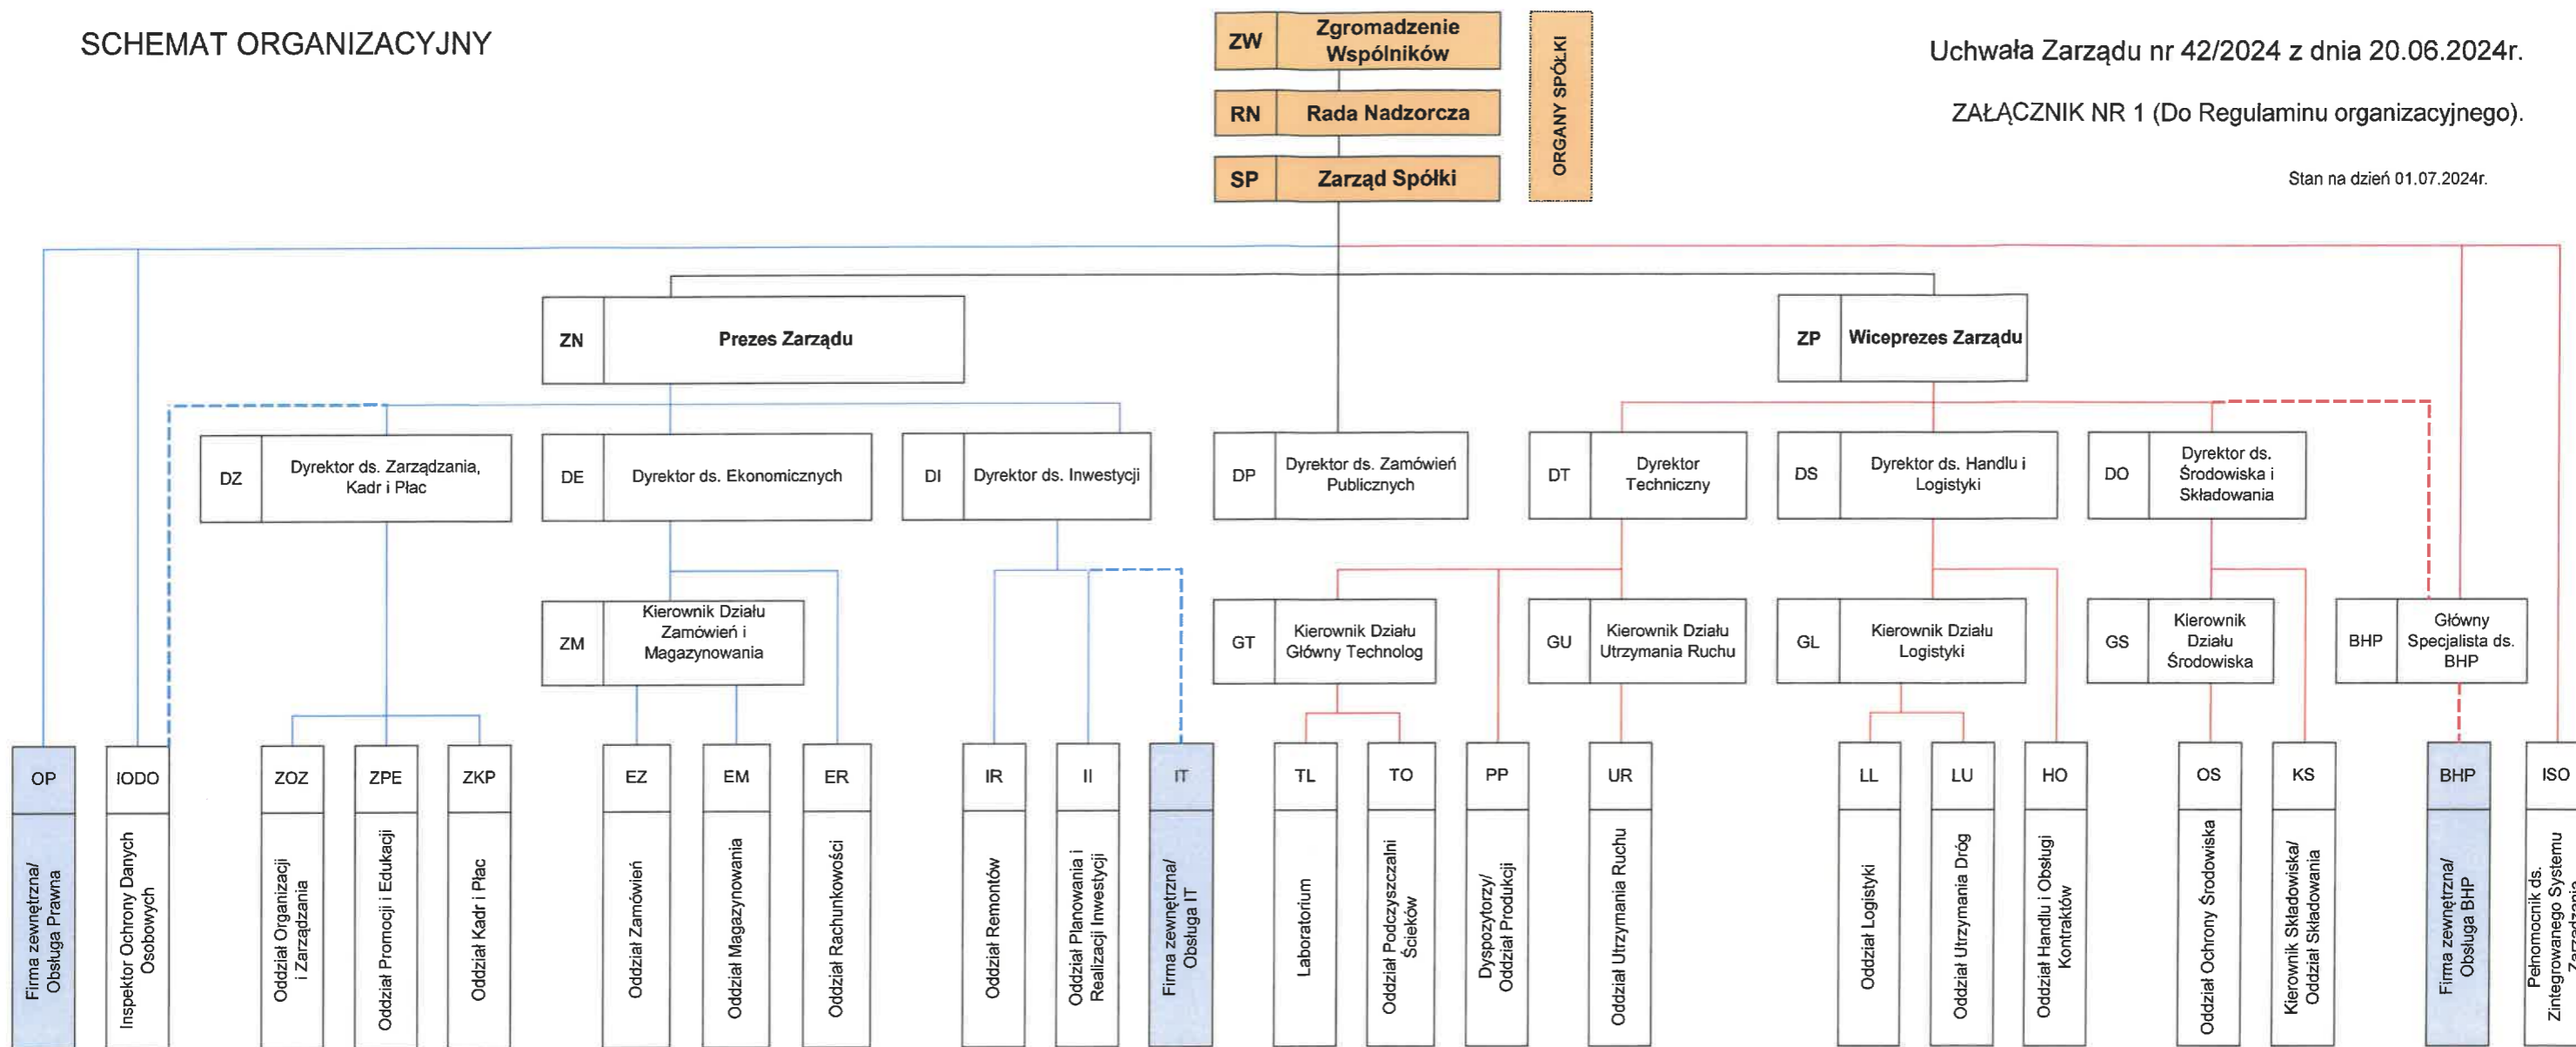 SCHEMAT ORGANIZACYJNY
Uchwała Zarządu nr 42/2024 z dnia 20.06.2024r.
ZAŁĄCZNIK NR 1 (Do Regulaminu organizacyjnego).
Stan na dzień 01.07.2024r.
ZW
Zgromadzenie
Wspólników
RN
Rada Nadzorcza
SP
Zarząd Spółki
ORGANY SPÓŁKI
ZN
Prezes Zarządu
ZP
Wiceprezes Zarządu
DZ
Dyrektor ds. Zarządzania,
Kadr i Płac
DE
Dyrektor ds. Ekonomicznych
DI
Dyrektor ds. Inwestycji
DP
Dyrektor ds. Zamówień
Publicznych
DT
Dyrektor
Techniczny
DS
Dyrektor ds. Handlu i
Logistyki
DO
Dyrektor ds.
Środowiska i
Składowania
ZM
Kierownik Działu
Zamówień i
Magazynowania
GT
Kierownik Działu
Główny Technolog
GU
Kierownik Działu
Utrzymania Ruchu
GL
Kierownik Działu
Logistyki
GS
Kierownik
Działu
Środowiska
BHP
Główny
Specjalista ds.
BHP
OP
Firma zewnętrzna/
Obsługa Prawna
IODO
Inspektor Ochrony Danych
Osobowych
ZOZ
Oddział Organizacji
i Zarządzania
ZPE
Oddział Promocji i Edukacji
ZKP
Oddział Kadr i Płac
EZ
Oddział Zamówień
EM
Oddział Magazynowania
ER
Oddział Rachunkowości
IR
Oddział Remontów
II
Oddział Planowania i
Realizacji Inwestycji
IT
Firma zewnętrzna/
Obsługa IT
TL
Laboratorium
TO
Oddział Podczyszczalni
Ścieków
PP
Dyspozytorzy/
Oddział Produkcji
UR
Oddział Utrzymania Ruchu
LL
Oddział Logistyki
LU
Oddział Utrzymania Dróg
HO
Oddział Handlu i Obsługi
Kontraktów
OS
Oddział Ochrony Środowiska
KS
Kierownik Składowiska/
Oddział Składowania
BHP
Firma zewnętrzna/
Obsługa BHP
ISO
Pełnomocnik ds.
Zintegrowanego Systemu
Zarządzania